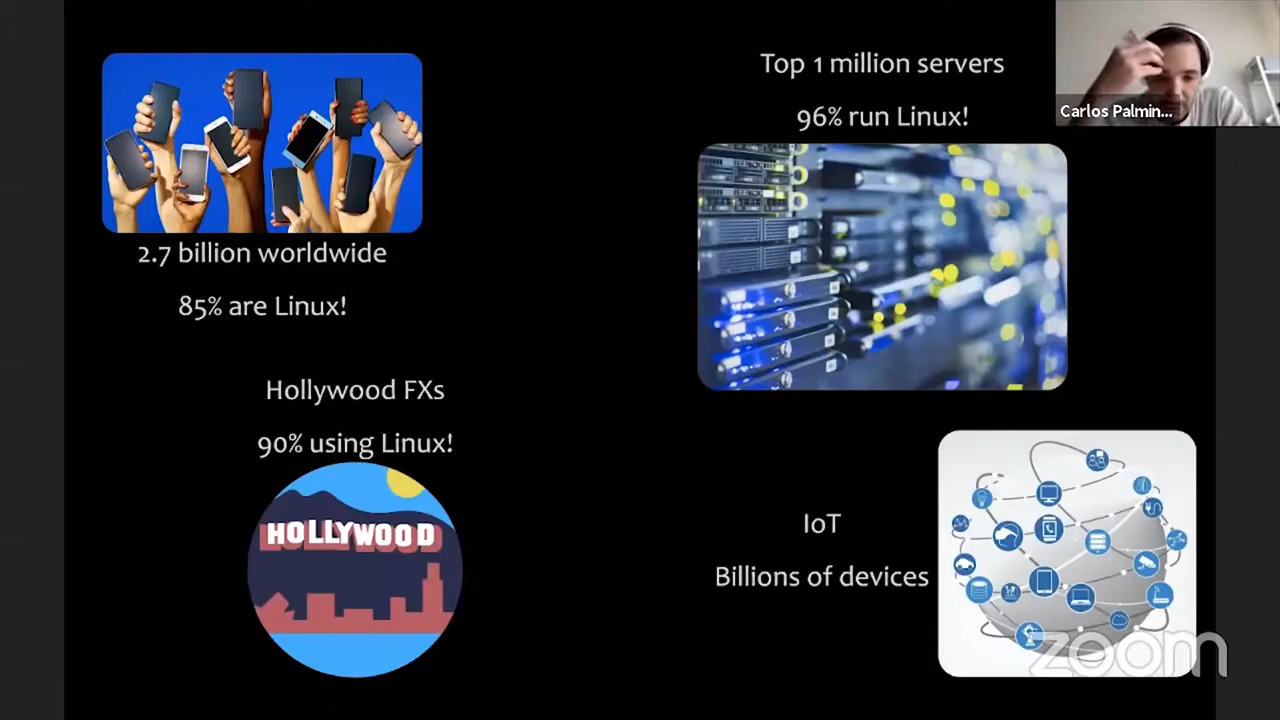 Top 1 million servers
96% run Linux!
Carlos Palmin...
2.7 billion worldwide
85% are Linux!
Hollywood FXs
90% using Linux!
HOLLYWOOD
IoT
Billions of devices
zoom